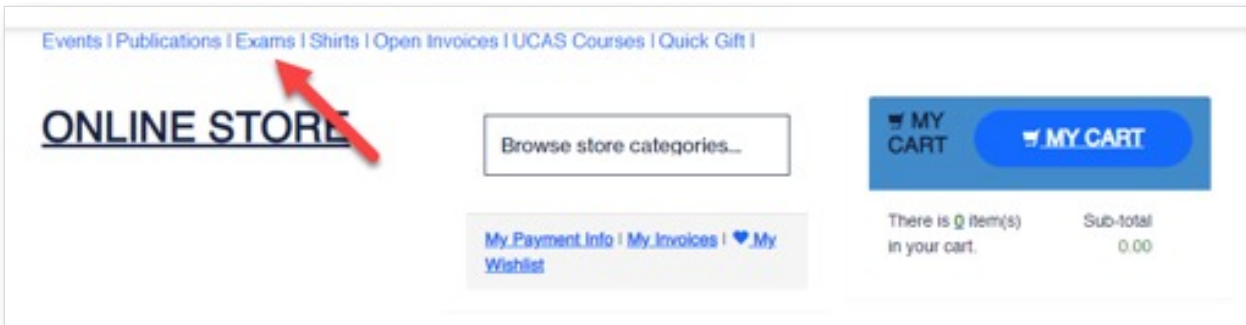 Events | Publications | Exams | Shirts | Open Invoices | UCAS Courses | Quick Gift |
ONLINE STORE
Browse store categories...
My Payment Info | My Invoices | My
Wishlist
MY
CART
MY CART
There is 0 item(s)
in your cart.
Sub-total
0.00